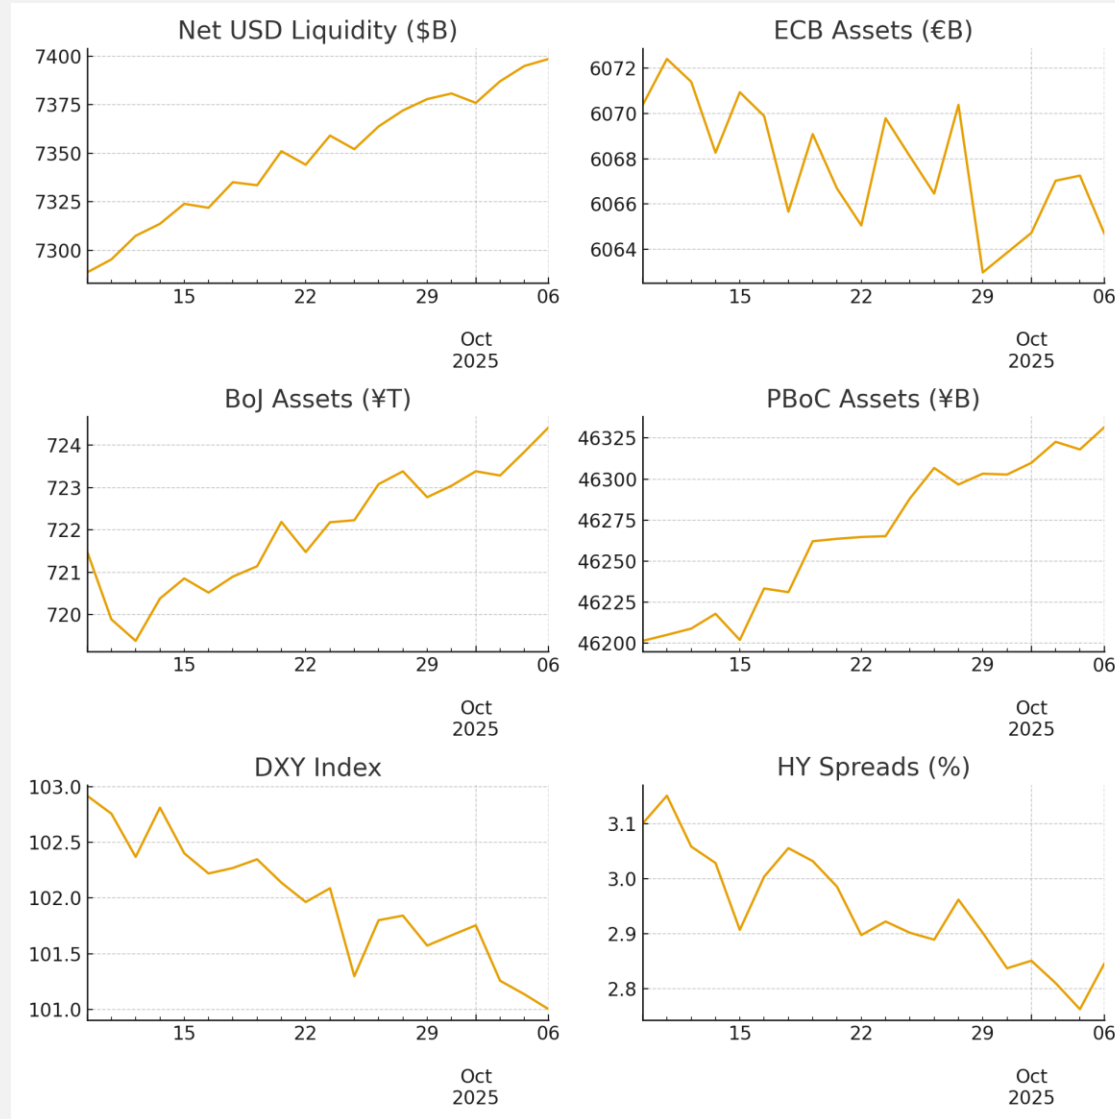 Net USD Liquidity ($B)
7400
7375
7350
7325
7300
15 22 29 06
Oct
2025
ECB Assets (€B)
6072
6070
6068
6066
6064
15 22 29 06
Oct
2025
BoJ Assets (¥T)
724
723
722
721
720
15 22 29 06
Oct
2025
PBoC Assets (¥B)
46325
46300
46275
46250
46225
46200
15 22 29 06
Oct
2025
DXY Index
103.0
102.5
102.0
101.5
101.0
15 22 29 06
Oct
2025
HY Spreads (%)
3.1
3.0
2.9
2.8
15 22 29 06
Oct
2025